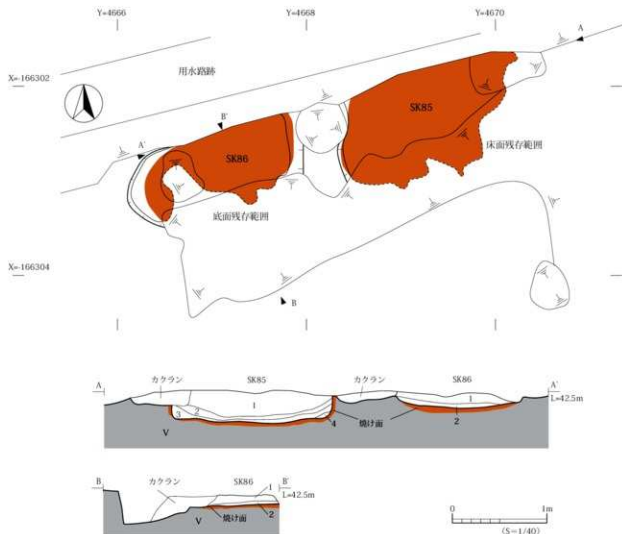 Y=4666
Y=4668
Y=4670
X=-166302
用水路跡
A
B'
A'
SK86
SK85
床面残存範囲
底面残存範囲
X=-166304
B
A
カクラン
SK85
カクラン
SK86
A'
L=42.5m
1
2
3
4
焼け面
1
2
V
B
カクラン
SK86
1
B'
L=42.5m
2
V
焼け面
0
1m
(S=1/40)